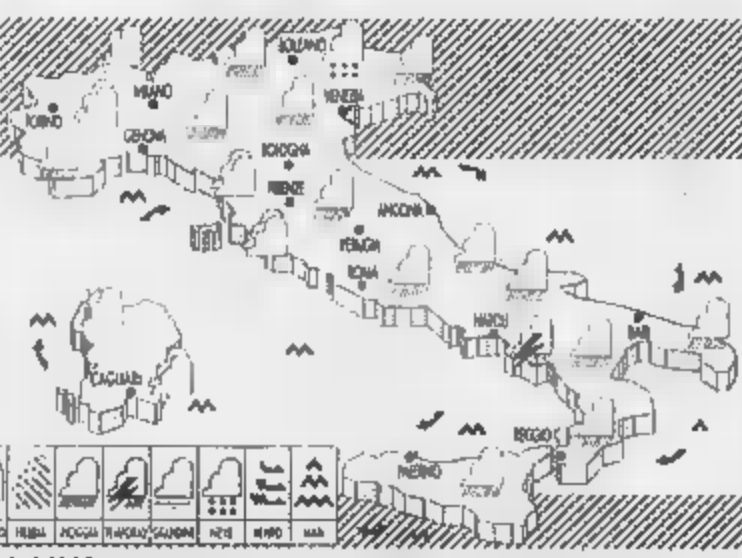 BOLZANO
MILANO
VENEZIA
TORINO
GENOVA
BOLOGNA
FIRENZE
ANCONA
PERUGIA
ROMA
NAPOLI
BARI
CAGLIARI
REGGIO C.
PALERMO
NEBBIA PIOGGIA TEMPORALE NEVE VENTO MARE